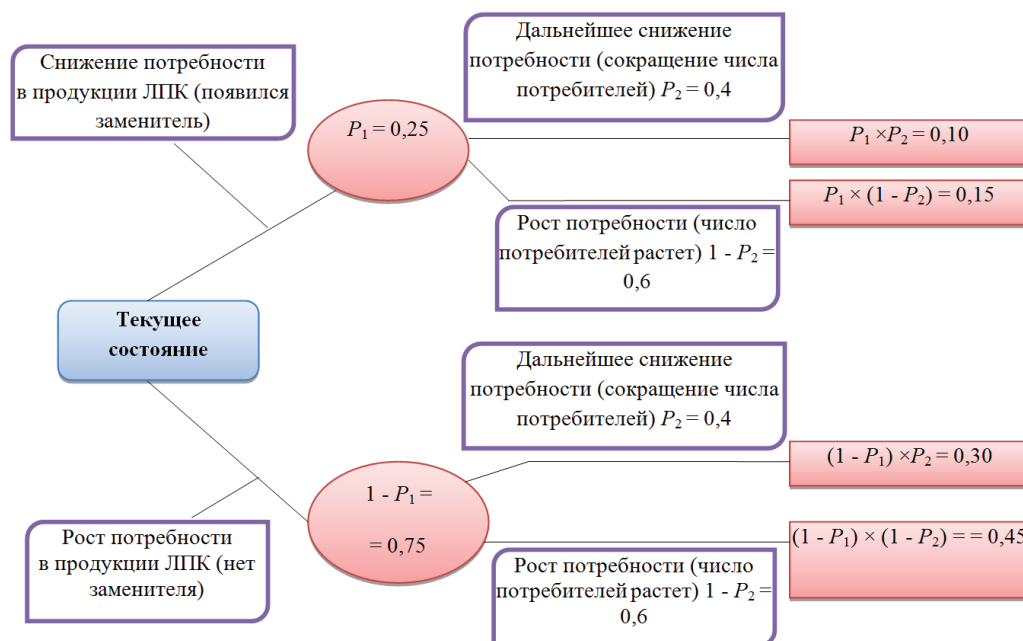 Снижение потребности
в продукции ЛПК (появился
заменитель)
P₁ = 0,25
Дальнейшее снижение
потребности (сокращение числа
потребителей) P₂ = 0,4
P₁ ×P₂ = 0,10
P₁ × (1 - P₂) = 0,15
Рост потребности (число
потребителей растет) 1 - P₂ =
0,6
Текущее
состояние
Дальнейшее снижение
потребности (сокращение числа
потребителей) P₂ = 0,4
(1 - P₁) ×P₂ = 0,30
1 - P₁ =
= 0,75
(1 - P₁) × (1 - P₂) = = 0,45
Рост потребности
в продукции ЛПК (нет
заменителя)
Рост потребности (число
потребителей растет) 1 - P₂ =
0,6